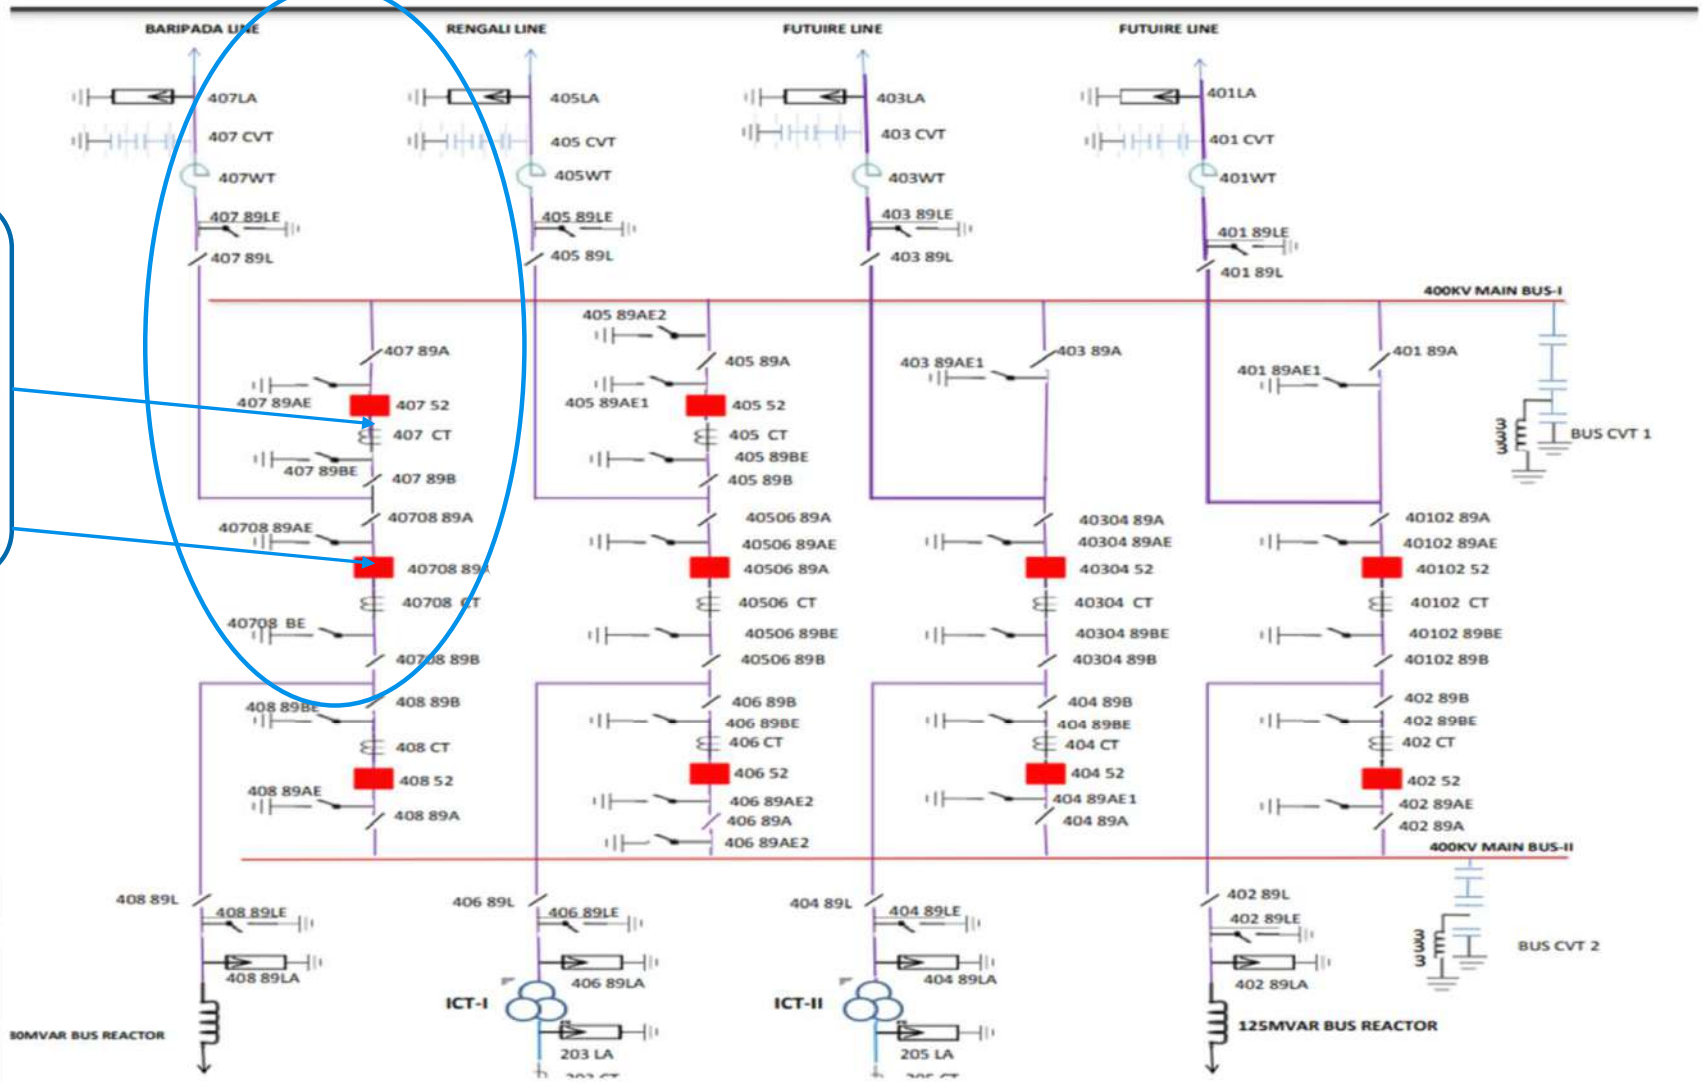 BARIPADA LINE
RENGALI LINE
FUTUIRE LINE
FUTUIRE LINE
407LA
405LA
403LA
401LA
407 CVT
405 CVT
403 CVT
401 CVT
407WT
405WT
403WT
401WT
407 89LE
405 89LE
403 89LE
401 89LE
407 89L
405 89L
403 89L
401 89L
400KV MAIN BUS-I
405 89AE2
407 89A
405 89A
403 89AE1
403 89A
401 89AE1
401 89A
407 89AE
407 52
405 89AE1
405 52
407 CT
405 CT
BUS CVT 1
407 89BE
405 89BE
407 89B
405 89B
40708 89A
40506 89A
40304 89A
40102 89A
40708 89AE
40506 89AE
40304 89AE
40102 89AE
40708 89A
40506 89A
40304 52
40102 52
40708 CT
40506 CT
40304 CT
40102 CT
40708 BE
40506 89BE
40304 89BE
40102 89BE
40708 89B
40506 89B
40304 89B
40102 89B
408 89B
406 89B
404 89B
402 89B
408 89BE
406 89BE
404 89BE
402 89BE
408 CT
406 CT
404 CT
402 CT
408 52
406 52
404 52
402 52
408 89AE
406 89AE2
404 89AE1
402 89AE
408 89A
406 89A
404 89A
402 89A
406 89AE2
400KV MAIN BUS-II
408 89L
406 89L
404 89L
402 89L
408 89LE
406 89LE
404 89LE
402 89LE
BUS CVT 2
408 89LA
406 89LA
404 89LA
402 89LA
ICT-I
ICT-II
80MVAR BUS REACTOR
125MVAR BUS REACTOR
203 LA
205 LA